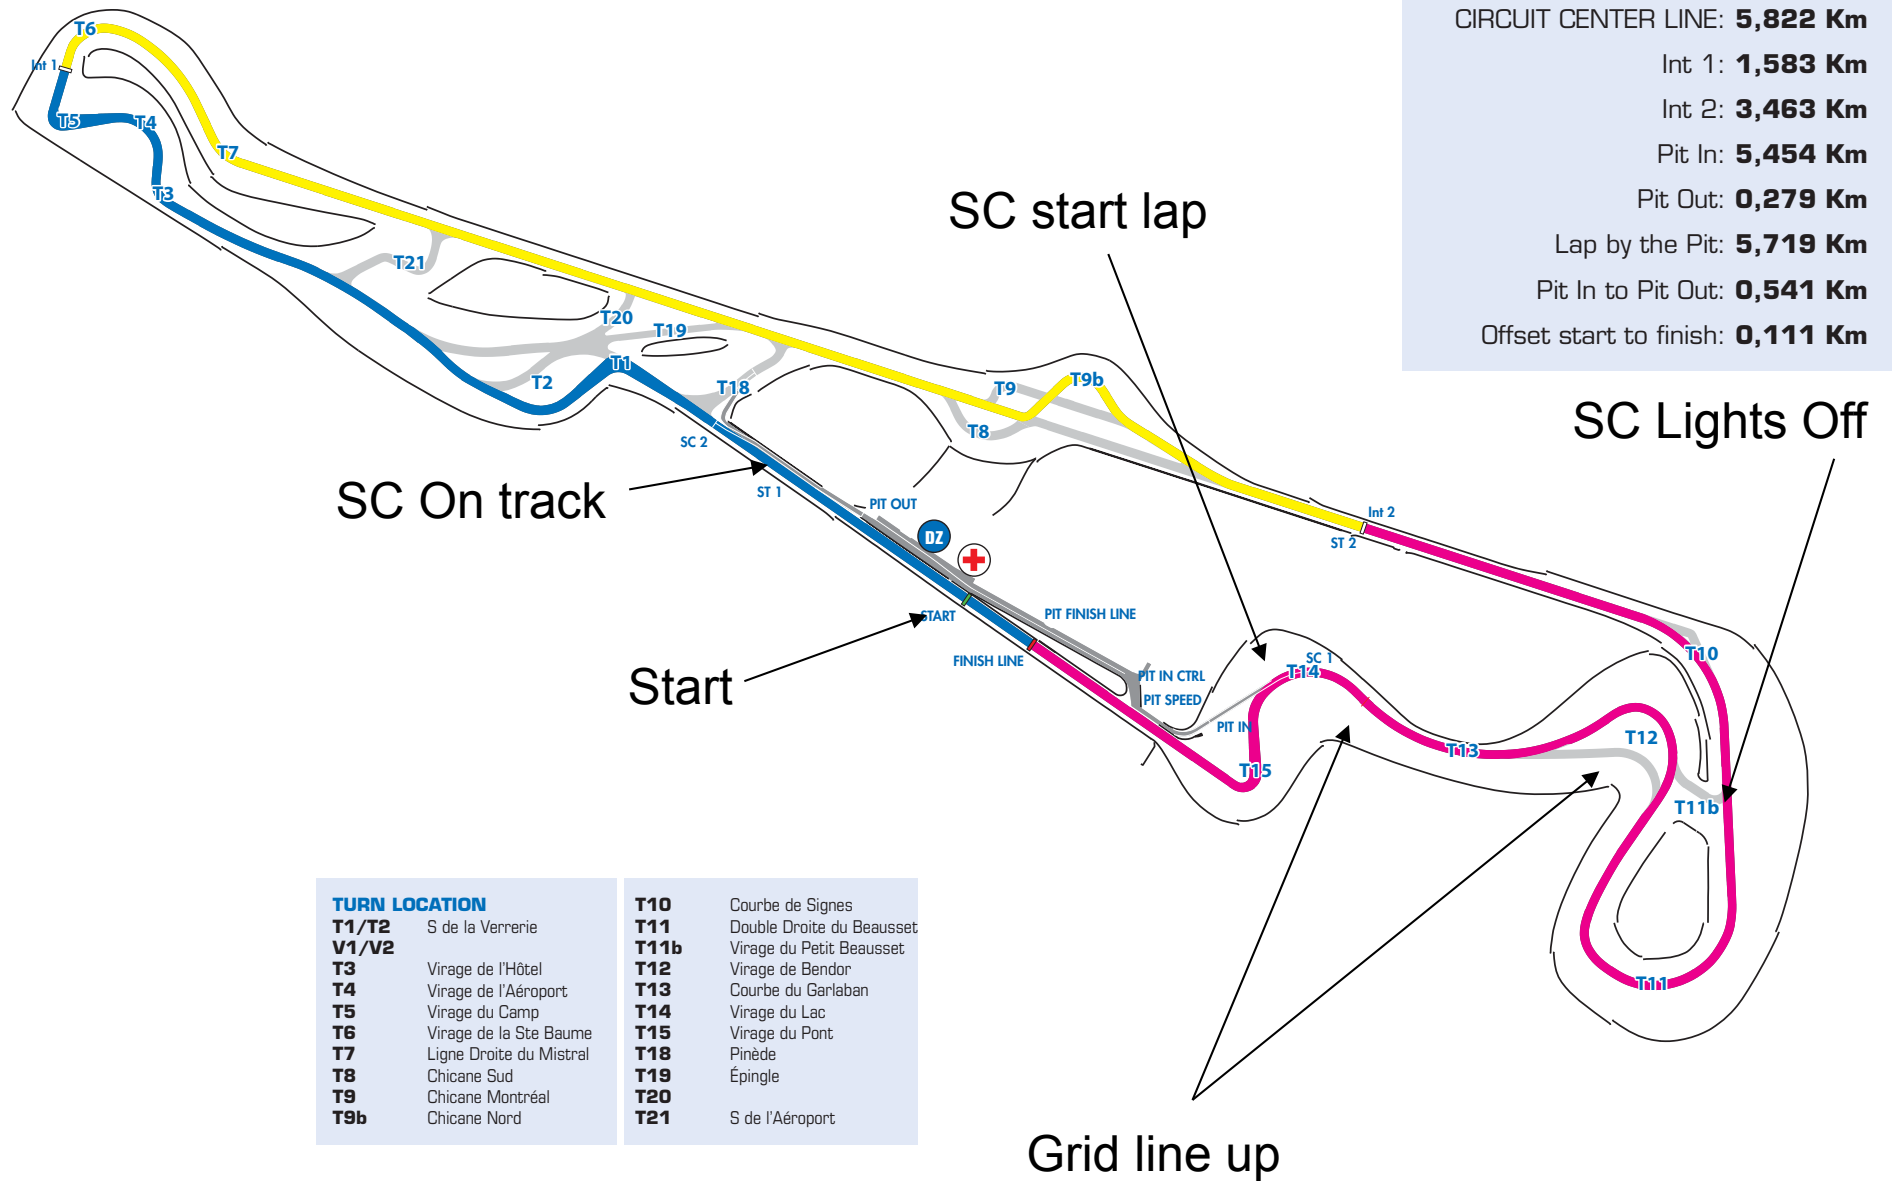 CIRCUIT CENTER LINE: 5,822 Km
Int 1: 1,583 Km
Int 2: 3,463 Km
Pit In: 5,454 Km
Pit Out: 0,279 Km
Lap by the Pit: 5,719 Km
Pit In to Pit Out: 0,541 Km
Offset start to finish: 0,111 Km
T6
Int 1
T5
T4
T7
T3
SC start lap
T21
T20
T19
T1
T2
T18
T9
T9b
T8
SC Lights Off
SC 2
SC On track
ST 1
PIT OUT
DZ
Int 2
ST 2
START
PIT FINISH LINE
FINISH LINE
Start
SC 1
T14
T10
PIT IN CTRL
PIT SPEED
PIT IN
T15
T13
T12
T11b
T11
TURN LOCATION
T1/T2 S de la Verrerie
V1/V2
T3 Virage de l'Hôtel
T4 Virage de l'Aéroport
T5 Virage du Camp
T6 Virage de la Ste Baume
T7 Ligne Droite du Mistral
T8 Chicane Sud
T9 Chicane Montréal
T9b Chicane Nord
T10 Courbe de Signes
T11 Double Droite du Beausset
T11b Virage du Petit Beausset
T12 Virage de Bendor
T13 Courbe du Garlaban
T14 Virage du Lac
T15 Virage du Pont
T18 Pinède
T19 Épingle
T20
T21 S de l'Aéroport
Grid line up